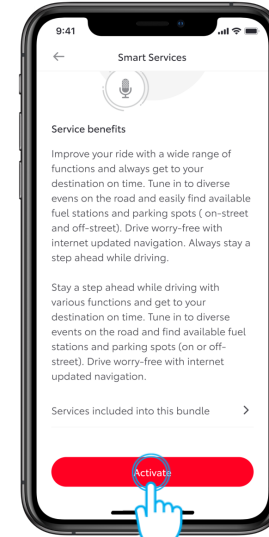 9:41
Smart Services
Service benefits
Improve your ride with a wide range of
functions and always get to your
destination on time. Tune in to diverse
evens on the road and easily find available
fuel stations and parking spots ( on-street
and off-street). Drive worry-free with
internet updated navigation. Always stay a
step ahead while driving.
Stay a step ahead while driving with
various functions and get to your
destination on time. Tune in to diverse
events on the road and find available fuel
stations and parking spots (on or off-
street). Drive worry-free with internet
updated navigation.
Services included into this bundle
Activate